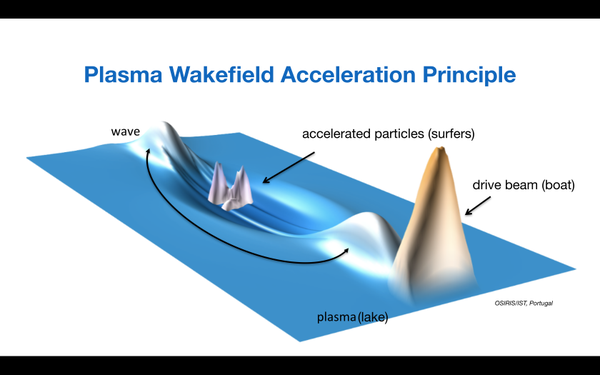 Plasma Wakefield Acceleration Principle
wave
accelerated particles (surfers)
drive beam (boat)
OSIRIS/IST, Portugal
plasma (lake)